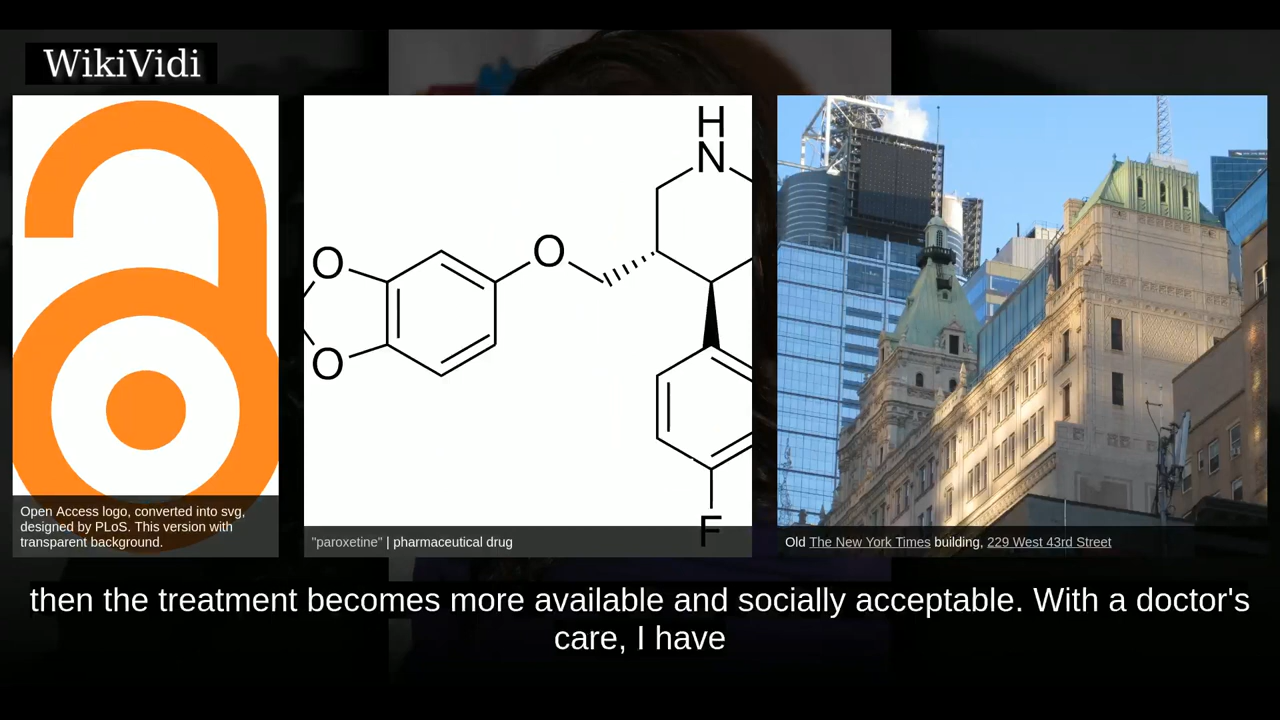 WikiVidi
H
N
O
O
O
F
Open Access logo, converted into svg,
designed by PLoS. This version with
transparent background.
"paroxetine" | pharmaceutical drug
Old The New York Times building, 229 West 43rd Street
then the treatment becomes more available and socially acceptable. With a doctor's
care, I have